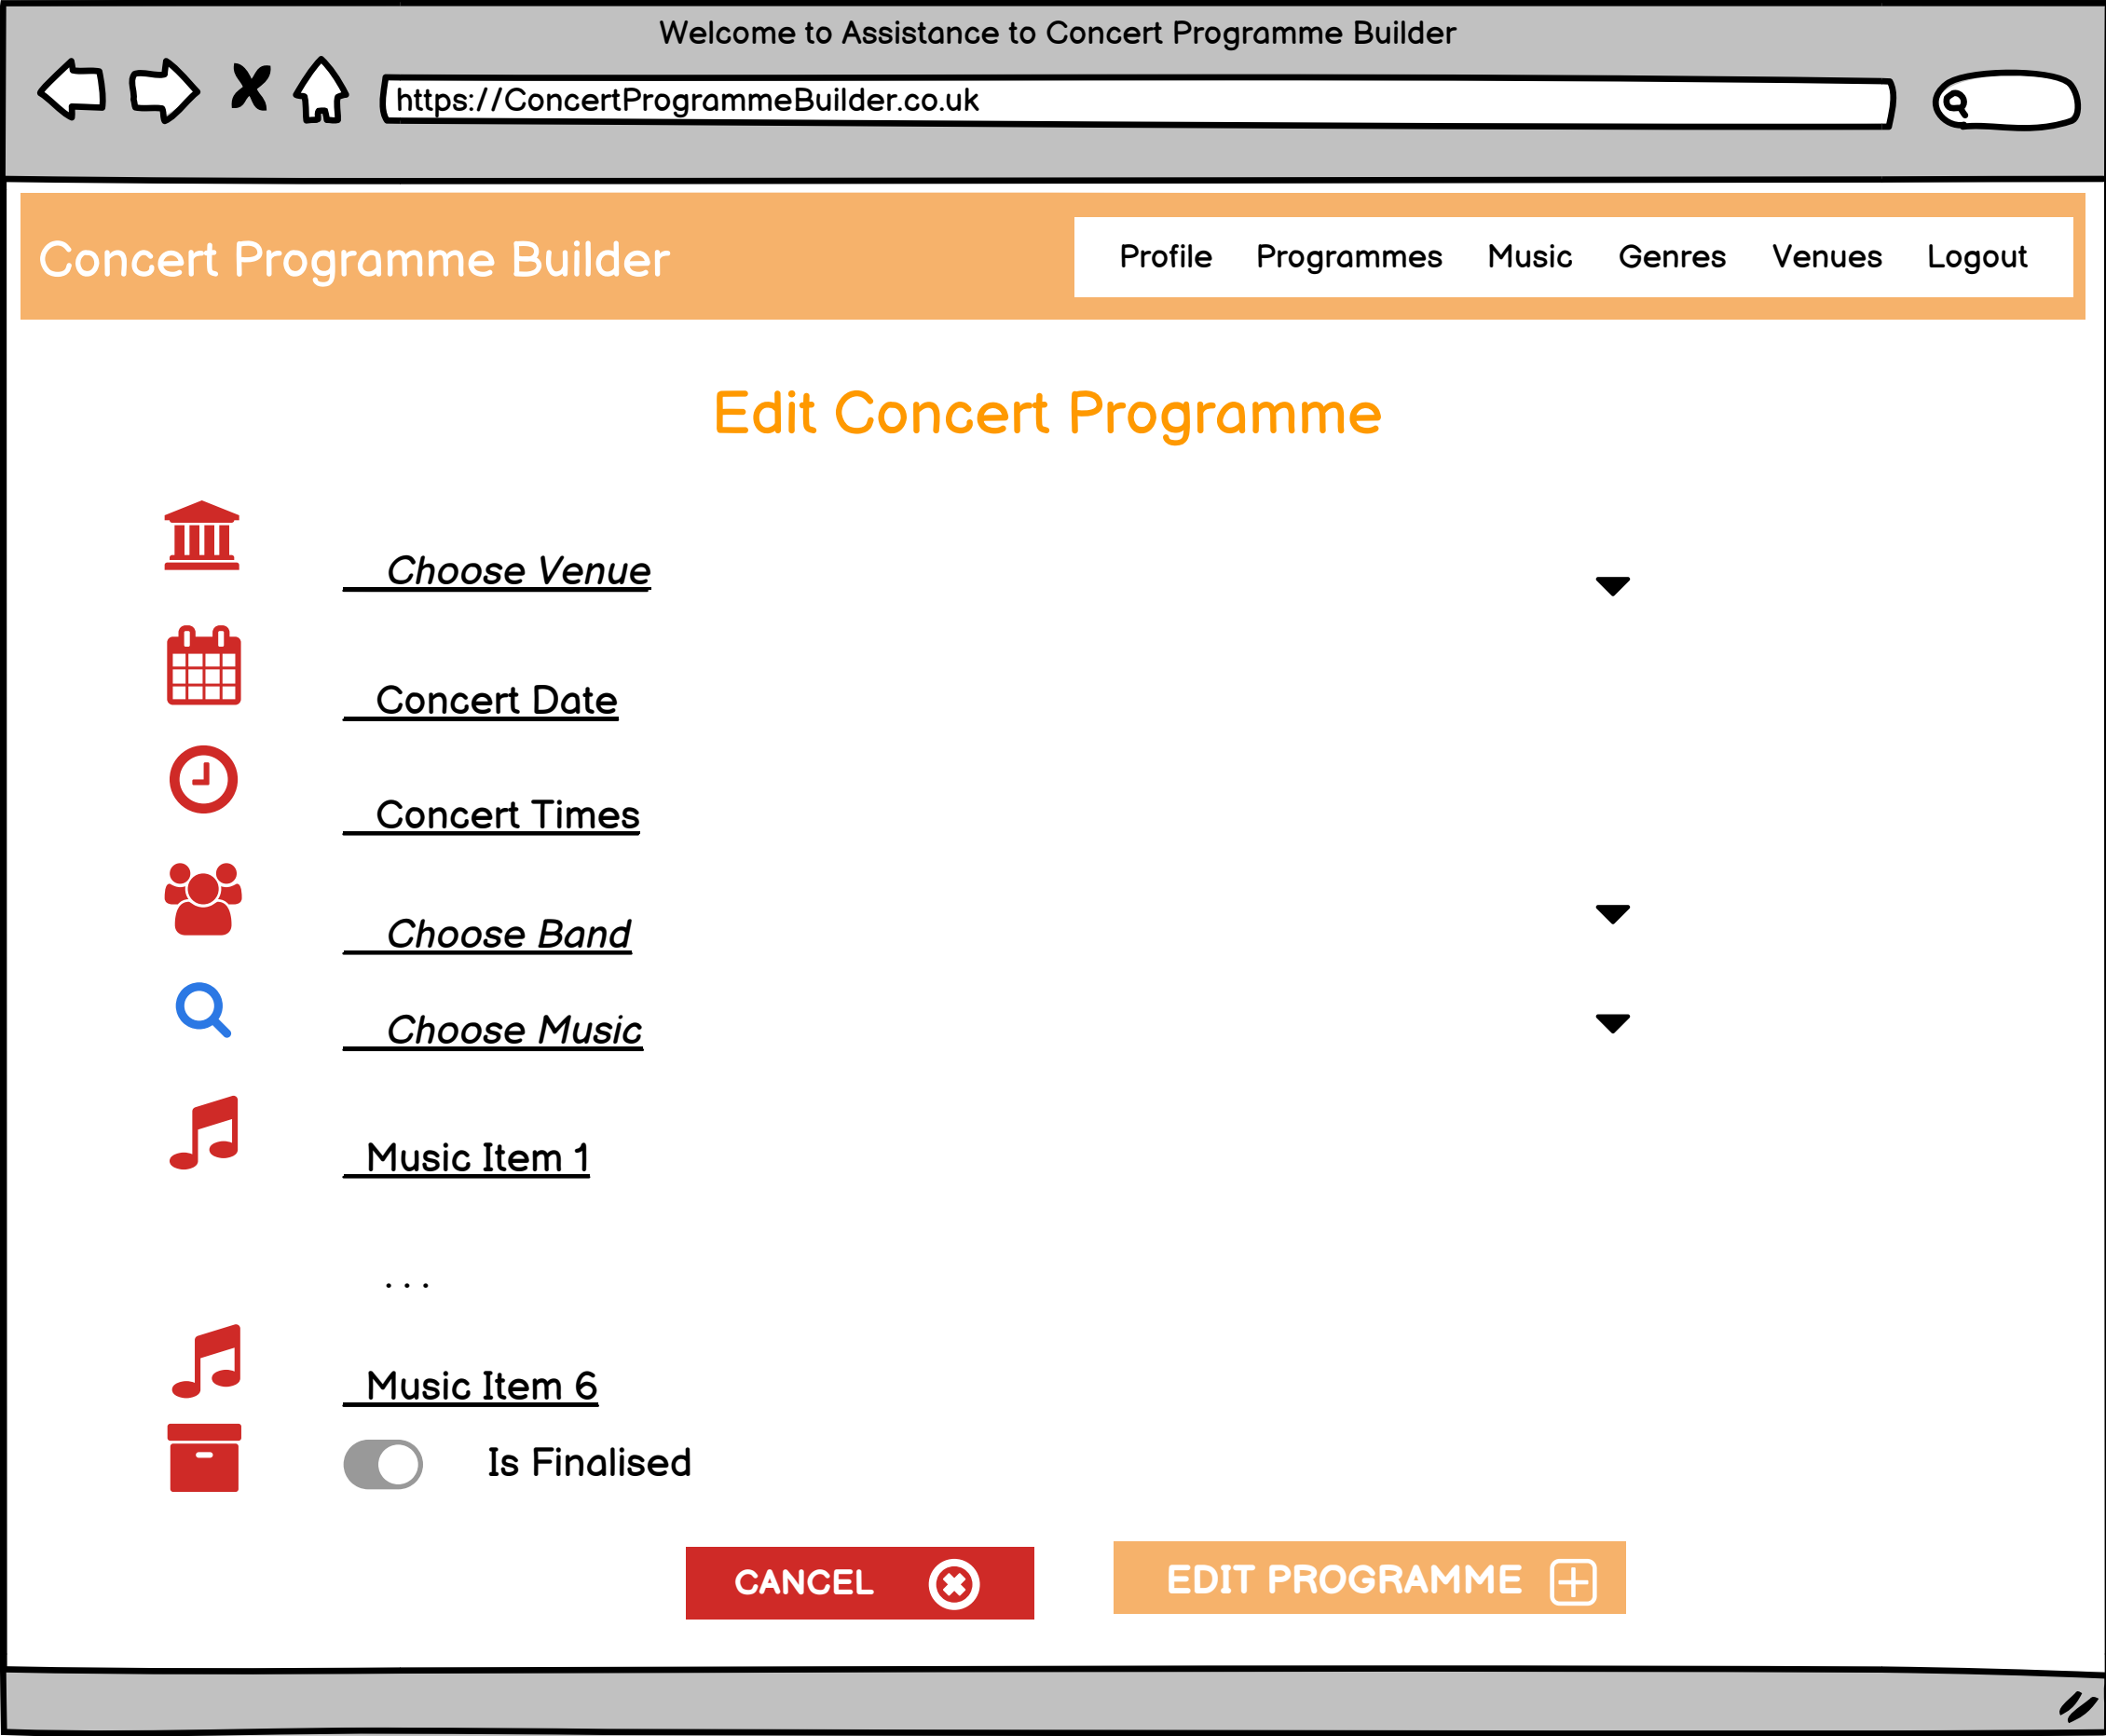 Welcome to Assistance to Concert Programme Builder
https://ConcertProgrammeBuilder.co.uk
Concert Programme Builder
Profile Programmes Music Genres Venues Logout
Edit Concert Programme
Choose Venue
Concert Date
Concert Times
Choose Band
Choose Music
Music Item 1
...
Music Item 6
Is Finalised
CANCEL
EDIT PROGRAMME